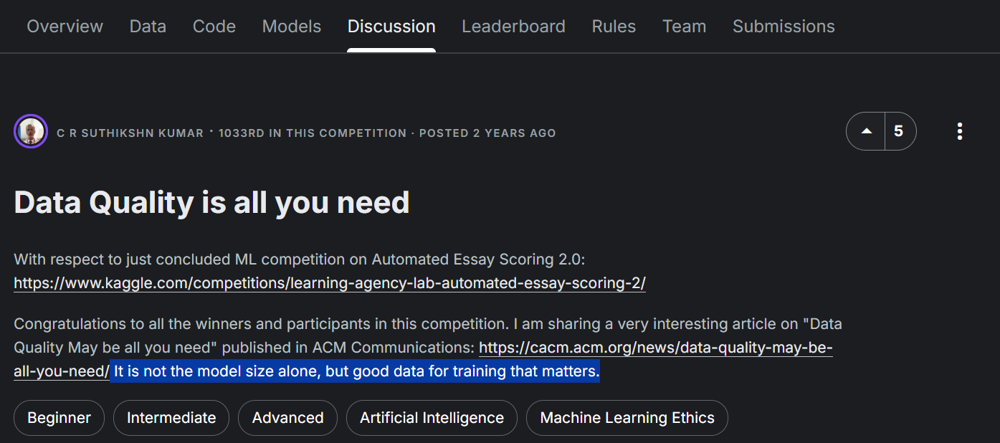 Overview Data Code Models Discussion Leaderboard Rules Team Submissions
C R SUTHIKSHN KUMAR · 1033RD IN THIS COMPETITION · POSTED 2 YEARS AGO
5
Data Quality is all you need
With respect to just concluded ML competition on Automated Essay Scoring 2.0:
https://www.kaggle.com/competitions/learning-agency-lab-automated-essay-scoring-2/
Congratulations to all the winners and participants in this competition. I am sharing a very interesting article on "Data
Quality May be all you need" published in ACM Communications: https://cacm.acm.org/news/data-quality-may-be-
all-you-need/ It is not the model size alone, but good data for training that matters.
Beginner Intermediate Advanced Artificial Intelligence Machine Learning Ethics